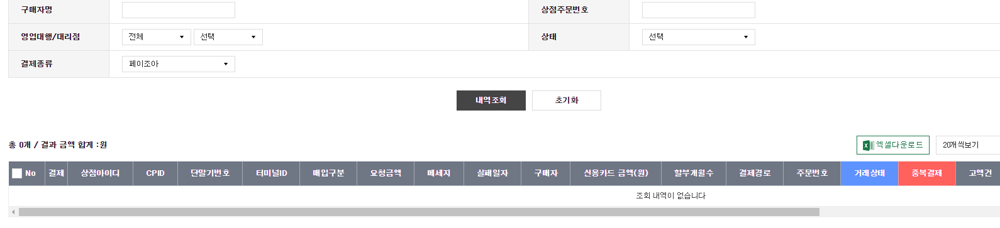 구매자명 상점주문번호
영업대행/대리점 전체 선택 상태 선택
결제종류 페이조아
내역조회 초기화
총 0개 / 결과 금액 합계 :원 엑셀다운로드 20개씩보기
No 결제 상점아이디 CPID 단말기번호 터미널ID 매입구분 요청금액 메세지 실패일자 구매자 신용카드 금액(원) 할부개월수 결제경로 주문번호 거래상태 중복결제 고액건
조회 내역이 없습니다